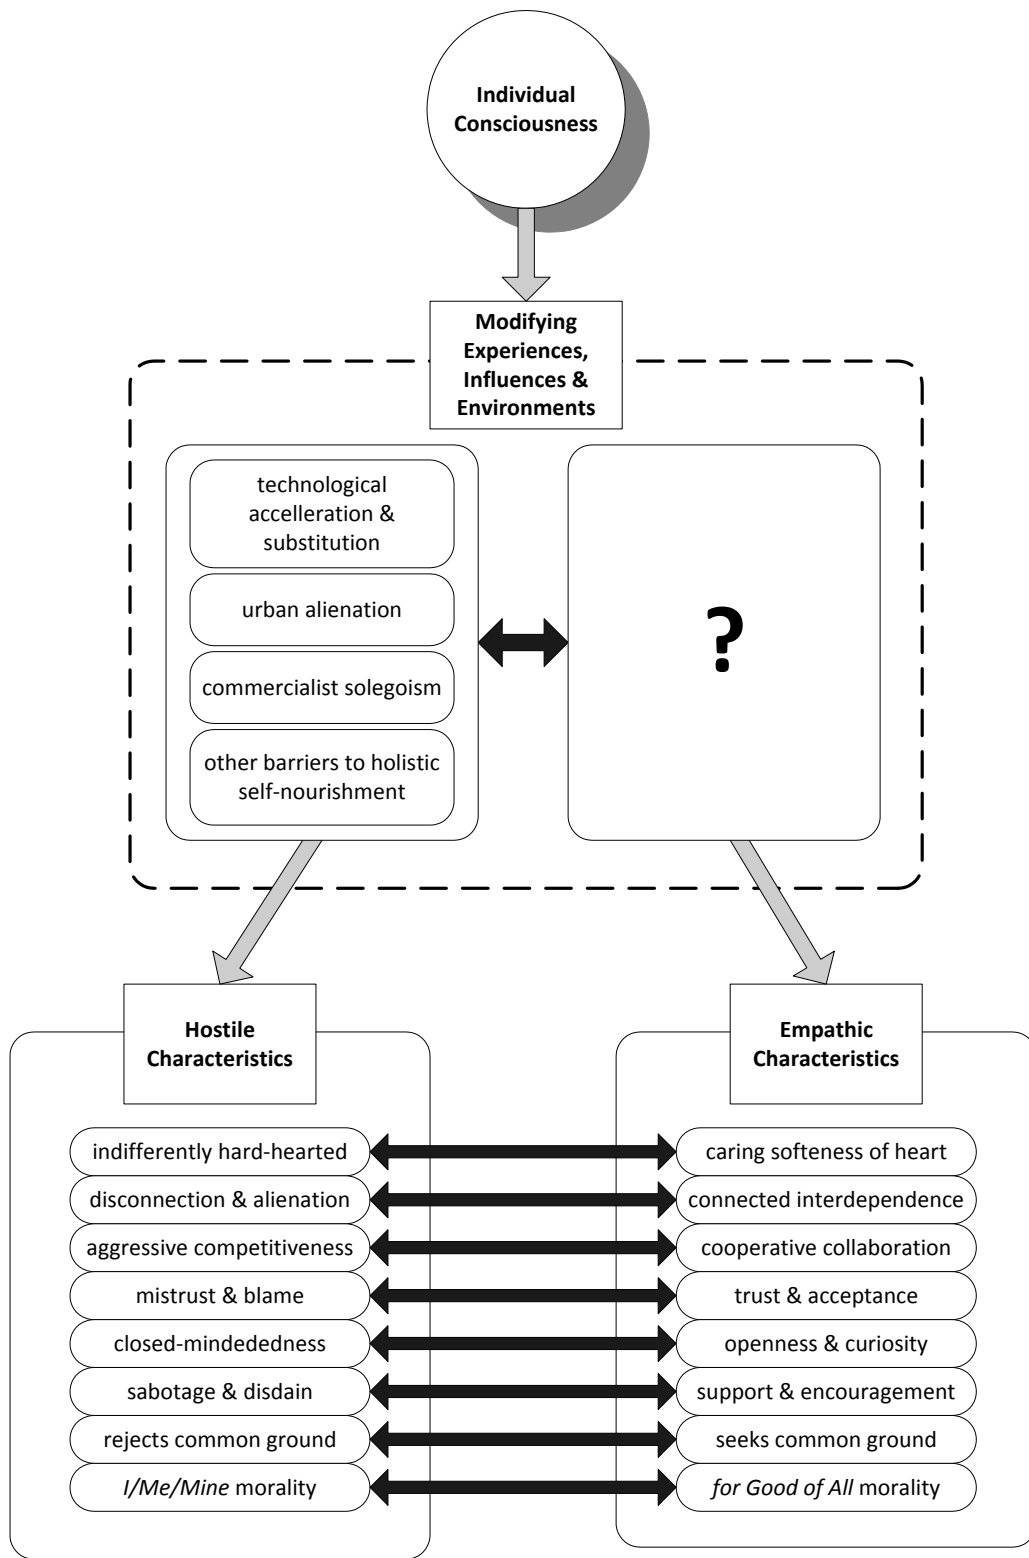 Individual
Consciousness
Modifying
Experiences,
Influences &
Environments
technological
accelleration &
substitution
urban alienation
commercialist solegoism
other barriers to holistic
self-nourishment
?
Hostile
Characteristics
indifferently hard-hearted
disconnection & alienation
aggressive competitiveness
mistrust & blame
closed-mindededness
sabotage & disdain
rejects common ground
I/Me/Mine morality
Empathic
Characteristics
caring softeness of heart
connected interdependence
cooperative collaboration
trust & acceptance
openness & curiosity
support & encouragement
seeks common ground
for Good of All morality